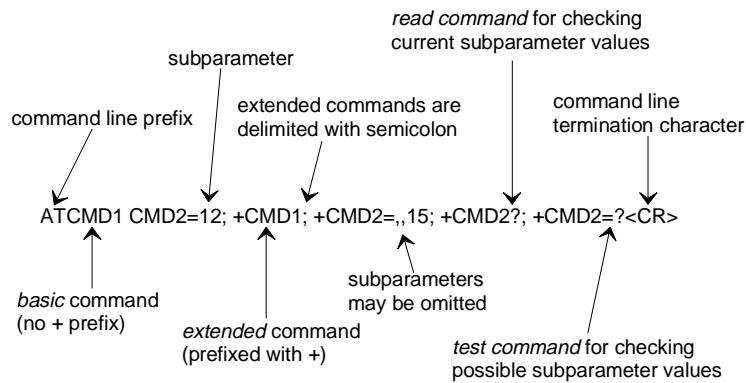 read command for checking
current subparameter values
subparameter
extended commands are
delimited with semicolon
command line
termination character
command line prefix
ATCMD1 CMD2=12; +CMD1; +CMD2=,,15; +CMD2?; +CMD2=?<CR>
basic command
(no + prefix)
extended command
(prefixed with +)
subparameters
may be omitted
test command for checking
possible subparameter values